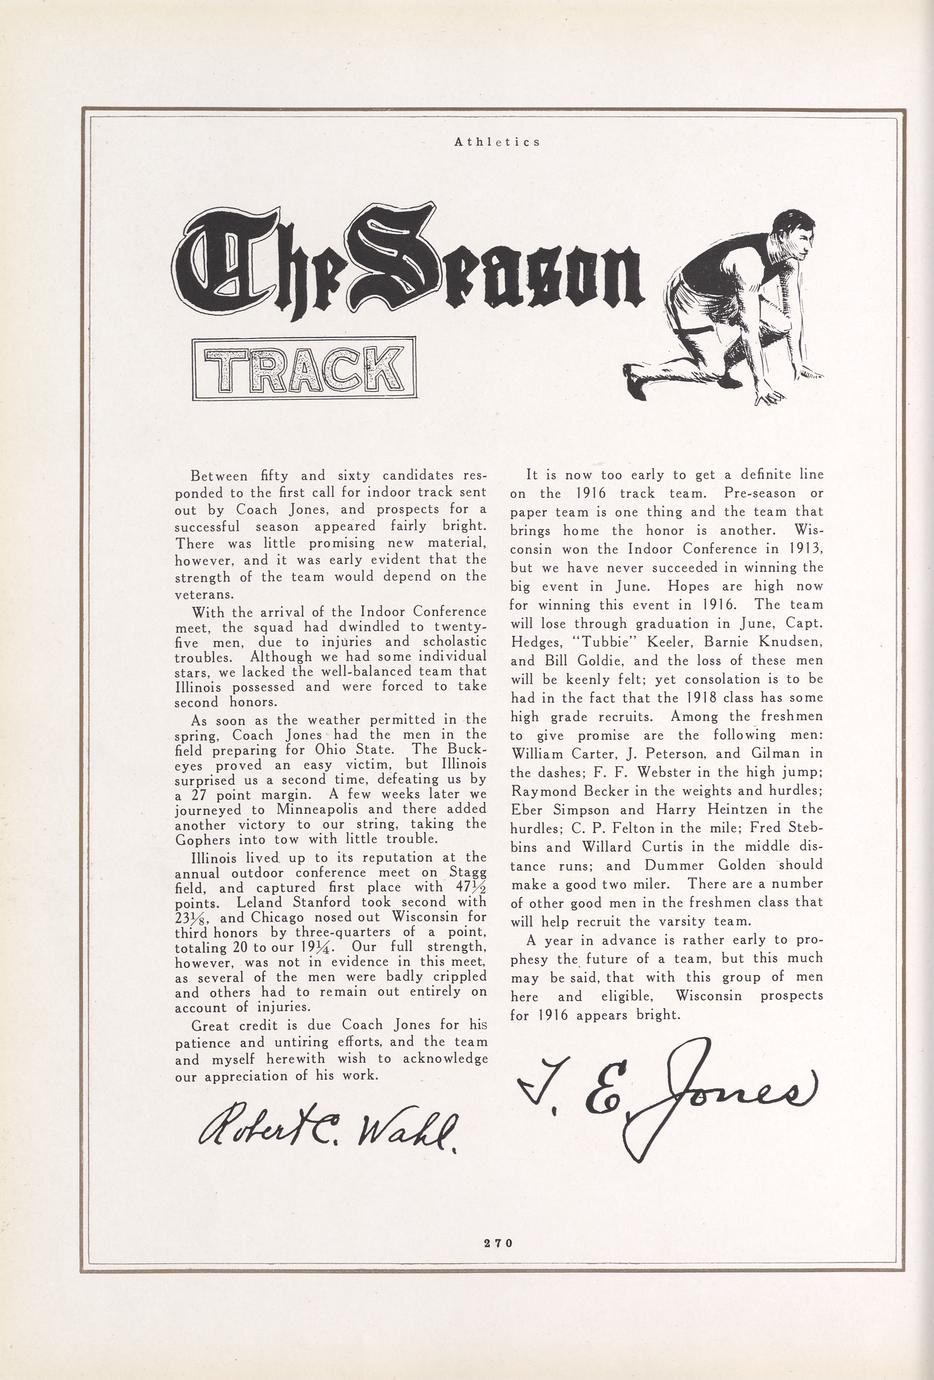 Athletics
The Season
TRACK
Between fifty and sixty candidates res-
ponded to the first call for indoor track sent
out by Coach Jones, and prospects for a
successful season appeared fairly bright.
There was little promising new material,
however, and it was early evident that the
strength of the team would depend on the
veterans.
With the arrival of the Indoor Conference
meet, the squad had dwindled to twenty-
five men, due to injuries and scholastic
troubles. Although we had some individual
stars, we lacked the well-balanced team that
Illinois possessed and were forced to take
second honors.
As soon as the weather permitted in the
spring, Coach Jones had the men in the
field preparing for Ohio State. The Buck-
eyes proved an easy victim, but Illinois
surprised us a second time, defeating us by
a 27 point margin. A few weeks later we
journeyed to Minneapolis and there added
another victory to our string, taking the
Gophers into tow with little trouble.
Illinois lived up to its reputation at the
annual outdoor conference meet on Stagg
field, and captured first place with 47½
points. Leland Stanford took second with
23⅛, and Chicago nosed out Wisconsin for
third honors by three-quarters of a point,
totaling 20 to our 19¼. Our full strength,
however, was not in evidence in this meet,
as several of the men were badly crippled
and others had to remain out entirely on
account of injuries.
Great credit is due Coach Jones for his
patience and untiring efforts, and the team
and myself herewith wish to acknowledge
our appreciation of his work.
Robert C. Wahl.
It is now too early to get a definite line
on the 1916 track team. Pre-season or
paper team is one thing and the team that
brings home the honor is another. Wis-
consin won the Indoor Conference in 1913,
but we have never succeeded in winning the
big event in June. Hopes are high now
for winning this event in 1916. The team
will lose through graduation in June, Capt.
Hedges, "Tubbie" Keeler, Barnie Knudsen,
and Bill Goldie, and the loss of these men
will be keenly felt; yet consolation is to be
had in the fact that the 1918 class has some
high grade recruits. Among the freshmen
to give promise are the following men:
William Carter, J. Peterson, and Gilman in
the dashes; F. F. Webster in the high jump;
Raymond Becker in the weights and hurdles;
Eber Simpson and Harry Heintzen in the
hurdles; C. P. Felton in the mile; Fred Steb-
bins and Willard Curtis in the middle dis-
tance runs; and Dummer Golden should
make a good two miler. There are a number
of other good men in the freshmen class that
will help recruit the varsity team.
A year in advance is rather early to pro-
phesy the future of a team, but this much
may be said, that with this group of men
here and eligible, Wisconsin prospects
for 1916 appears bright.
T. E. Jones
270